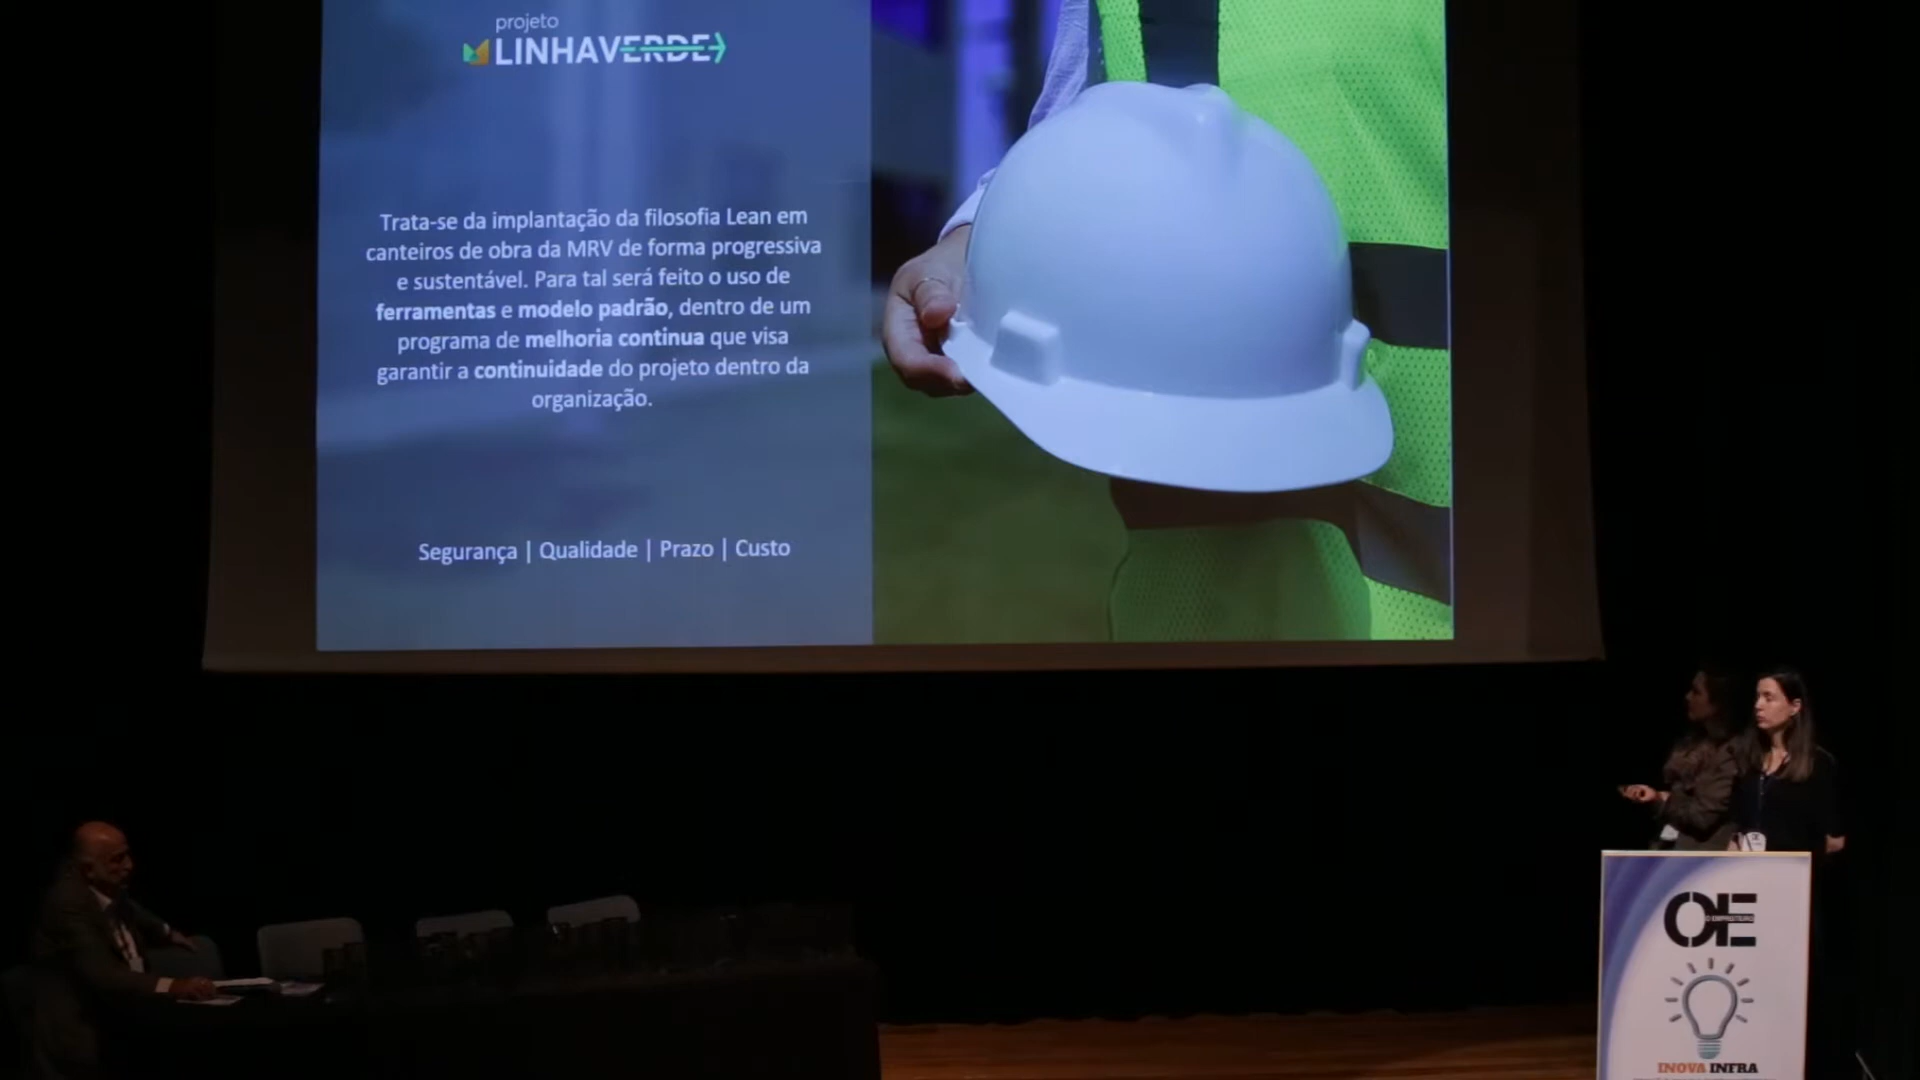 projeto
LINHAVERDE
Trata-se da implantação da filosofia Lean em
canteiros de obra da MRV de forma progressiva
e sustentável. Para tal será feito o uso de
ferramentas e modelo padrão, dentro de um
programa de melhoria continua que visa
garantir a continuidade do projeto dentro da
organização.
Segurança | Qualidade | Prazo | Custo
OE
O EMPREITEIRO
INOVA INFRA